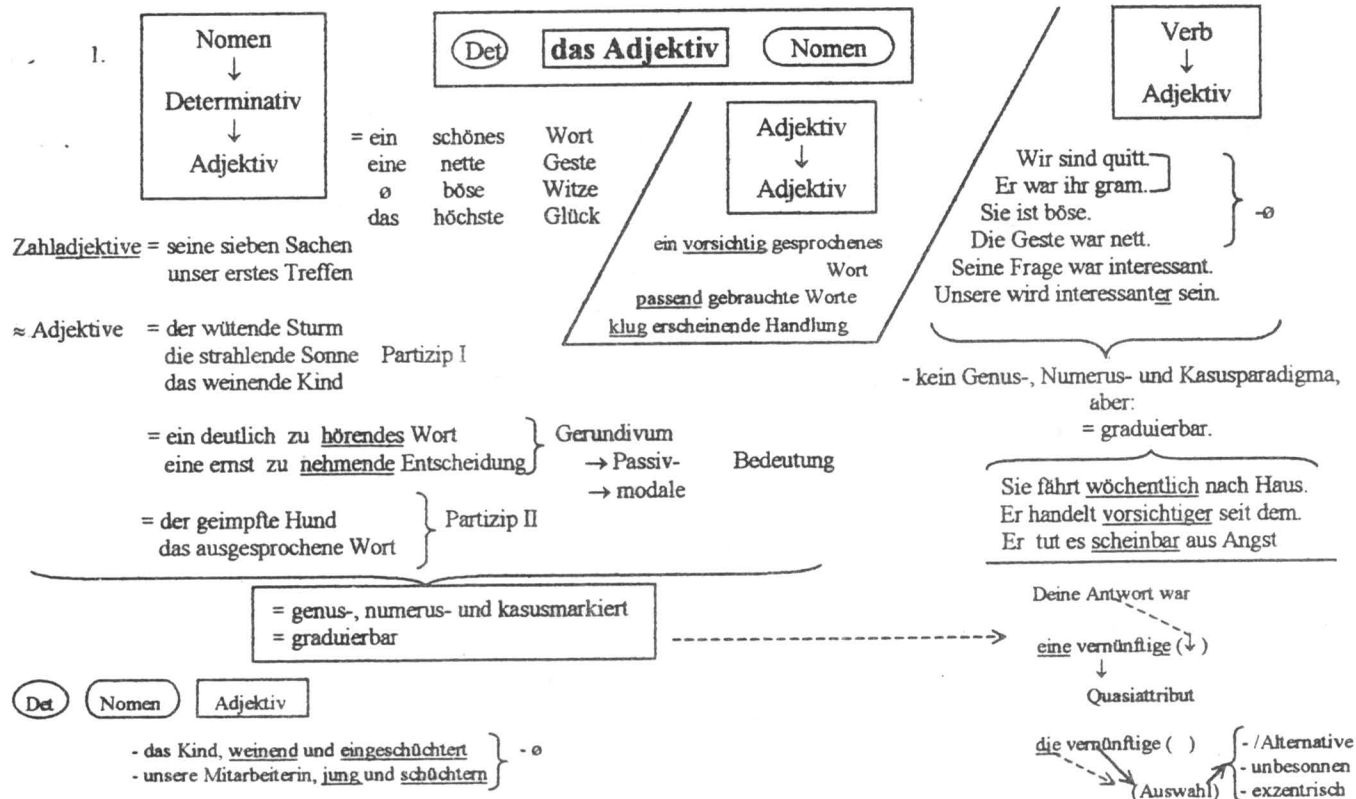 1.
Nomen
↓
Determinativ
↓
Adjektiv
Det das Adjektiv Nomen
= ein schönes Wort
eine nette Geste
ø böse Witze
das höchste Glück
Adjektiv
↓
Adjektiv
ein vorsichtig gesprochenes
Wort
passend gebrauchte Worte
klug erscheinende Handlung
Verb
↓
Adjektiv
Wir sind quitt.
Er war ihr gram.
Sie ist böse.
Die Geste war nett.
-ø
Seine Frage war interessant.
Unsere wird interessanter sein.
- kein Genus-, Numerus- und Kasusparadigma,
aber:
= graduierbar.
Sie fährt wöchentlich nach Haus.
Er handelt vorsichtiger seit dem.
Er tut es scheinbar aus Angst
Zahladjektive = seine sieben Sachen
unser erstes Treffen
≈ Adjektive = der wütende Sturm
die strahlende Sonne Partizip I
das weinende Kind
= ein deutlich zu hörendes Wort Gerundivum
eine ernst zu nehmende Entscheidung → Passiv- Bedeutung
→ modale
= der geimpfte Hund Partizip II
das ausgesprochene Wort
= genus-, numerus- und kasusmarkiert
= graduierbar
Deine Antwort war
eine vernünftige (↓)
↓
Quasiattribut
die vernünftige ( ) - /Alternative
- unbesonnen
(Auswahl) - exzentrisch
Det Nomen Adjektiv
- das Kind, weinend und eingeschüchtert - ø
- unsere Mitarbeiterin, jung und schüchtern